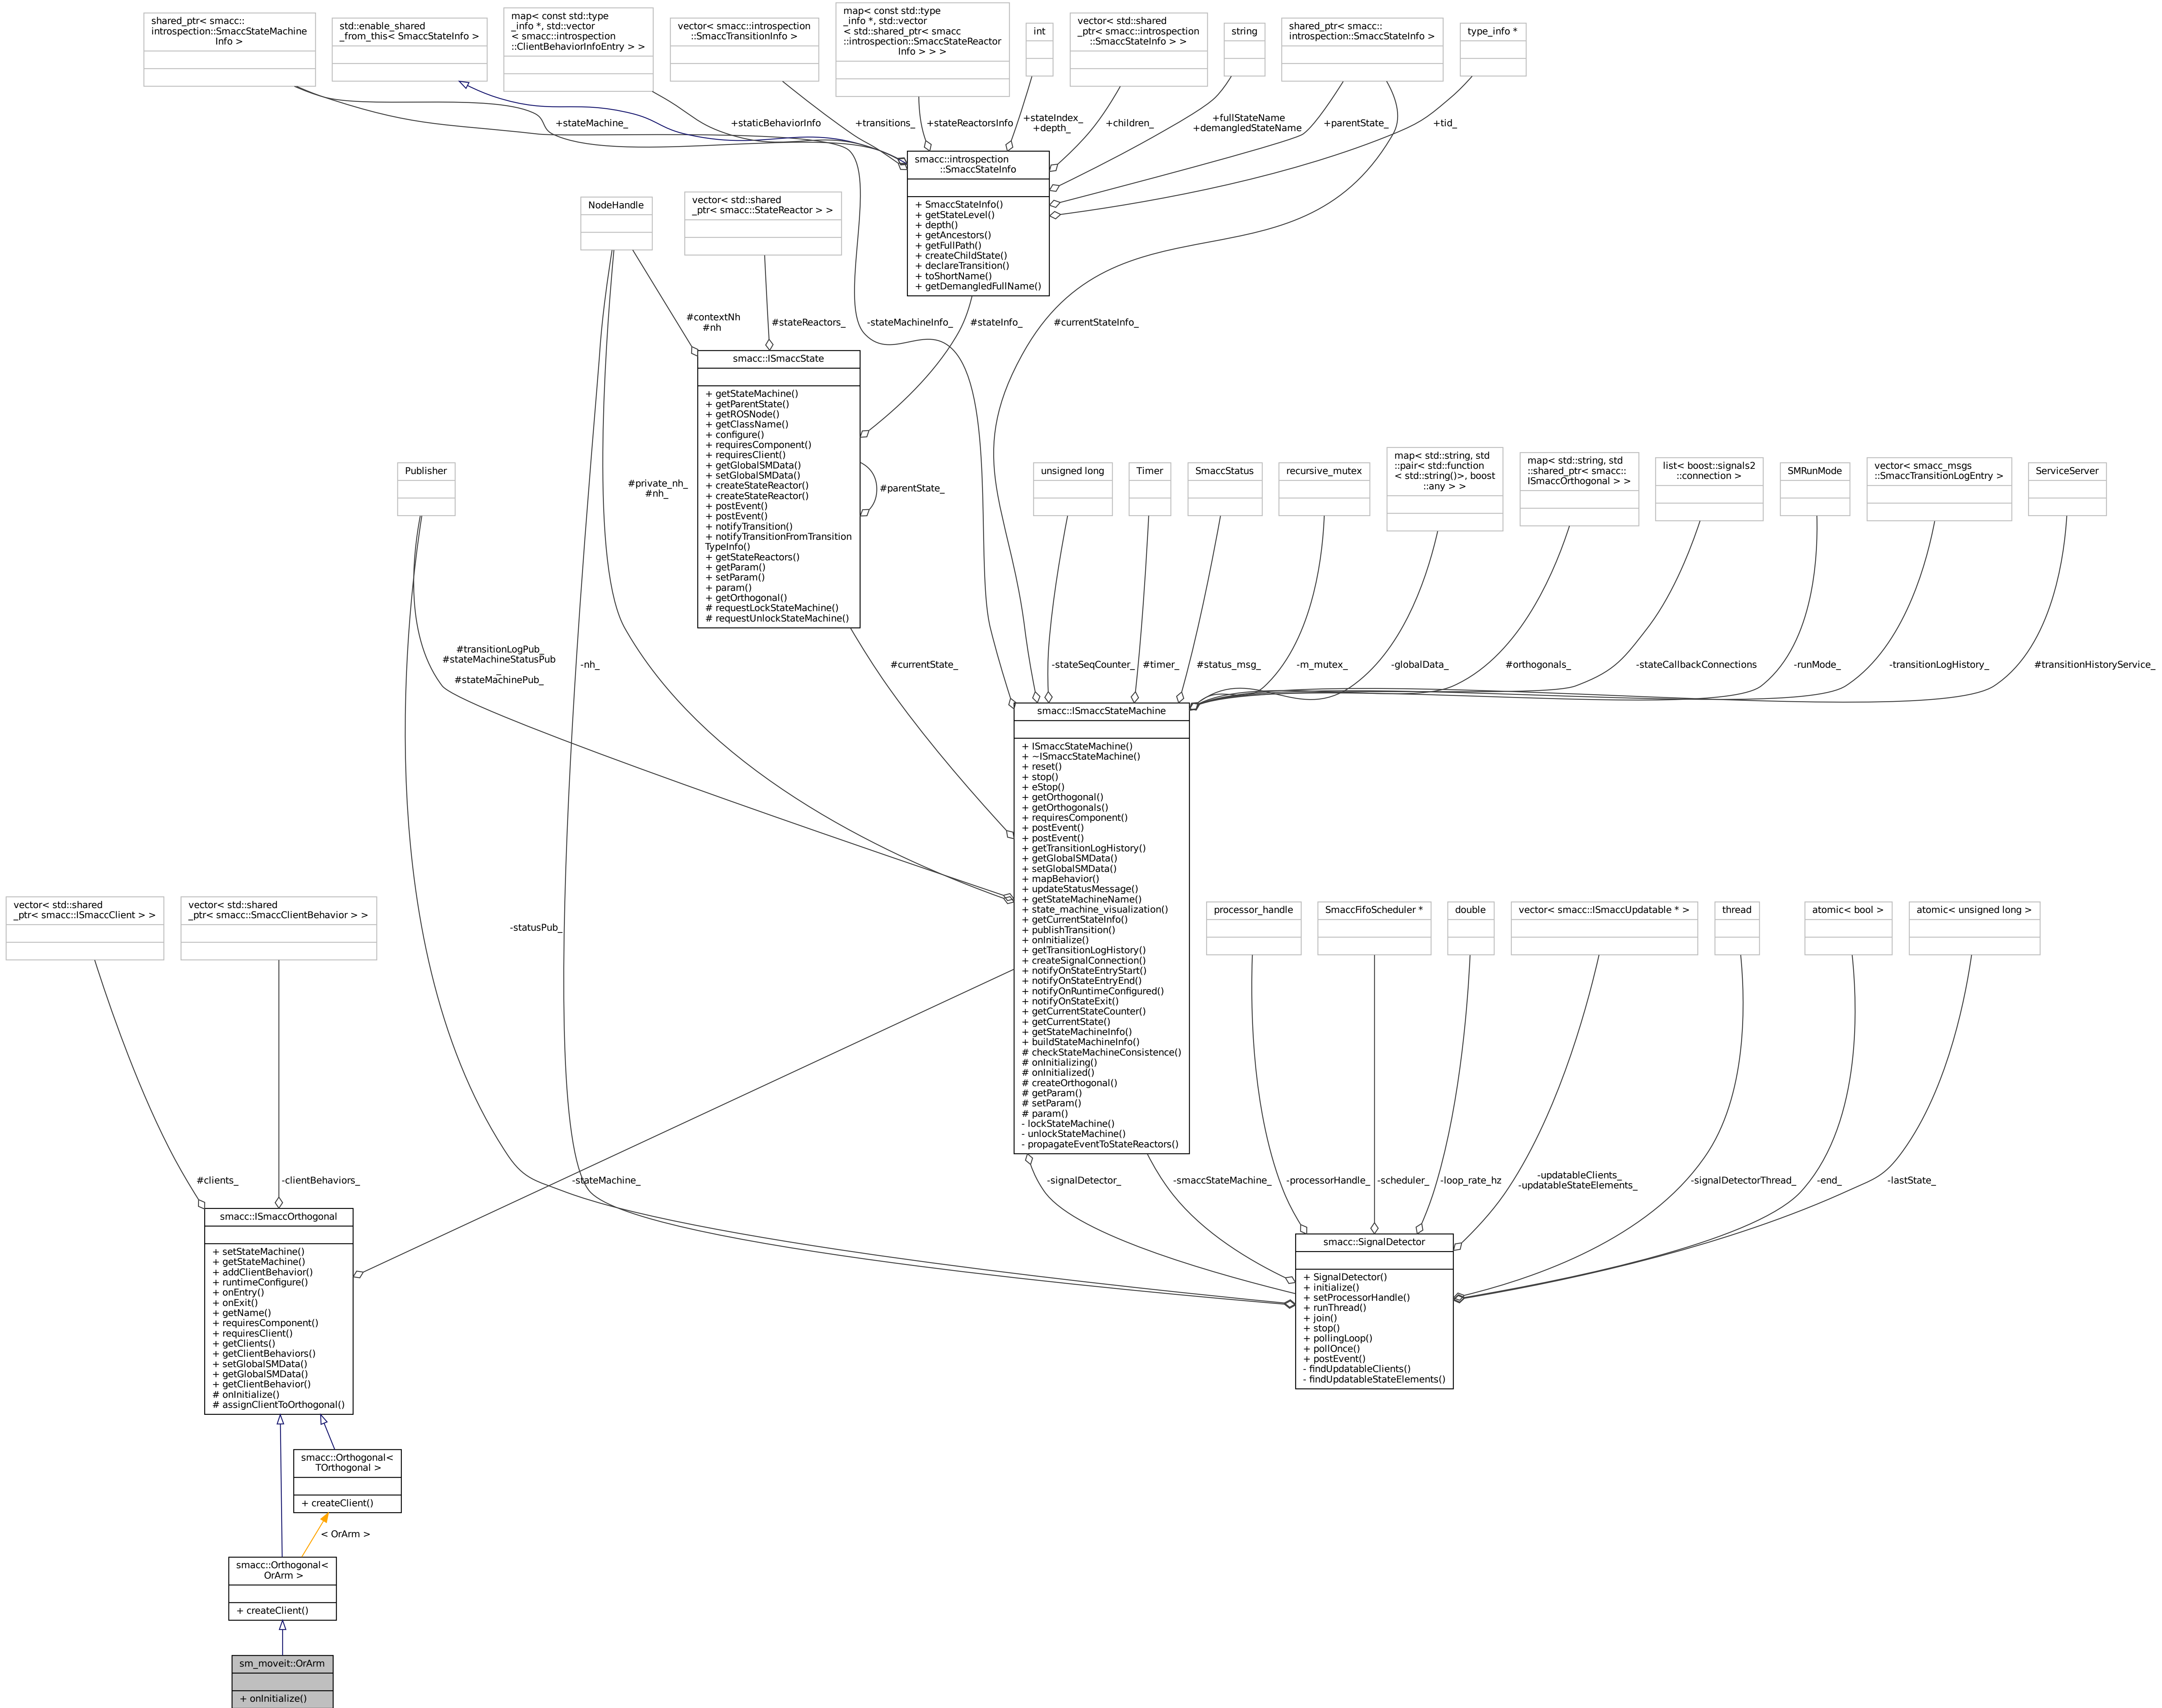 shared_ptr< smacc::
introspection::SmaccStateMachine
Info >
std::enable_shared
_from_this< SmaccStateInfo >
map< const std::type
_info *, std::vector
< smacc::introspection
::ClientBehaviorInfoEntry > >
vector< smacc::introspection
::SmaccTransitionInfo >
map< const std::type
_info *, std::vector
< std::shared_ptr< smacc
::introspection::SmaccStateReactor
Info > > >
int
vector< std::shared
_ptr< smacc::introspection
::SmaccStateInfo > >
string
shared_ptr< smacc::
introspection::SmaccStateInfo >
type_info *
+stateMachine_
+staticBehaviorInfo
+transitions_
+stateReactorsInfo
+stateIndex_
+depth_
+children_
+fullStateName
+demangledStateName
+parentState_
+tid_
smacc::introspection
::SmaccStateInfo
+ SmaccStateInfo()
+ getStateLevel()
+ depth()
+ getAncestors()
+ getFullPath()
+ createChildState()
+ declareTransition()
+ toShortName()
+ getDemangledFullName()
NodeHandle
vector< std::shared
_ptr< smacc::StateReactor > >
#contextNh
#nh
#stateReactors_
-stateMachineInfo_
#stateInfo_
#currentStateInfo_
smacc::ISmaccState
+ getStateMachine()
+ getParentState()
+ getROSNode()
+ getClassName()
+ configure()
+ requiresComponent()
+ requiresClient()
+ getGlobalSMData()
+ setGlobalSMData()
+ createStateReactor()
+ createStateReactor()
+ postEvent()
+ postEvent()
+ notifyTransition()
+ notifyTransitionFromTransition
TypeInfo()
+ getStateReactors()
+ getParam()
+ setParam()
+ param()
+ getOrthogonal()
# requestLockStateMachine()
# requestUnlockStateMachine()
#parentState_
#private_nh_
#nh_
Publisher
unsigned long
Timer
SmaccStatus
recursive_mutex
map< std::string, std
::pair< std::function
< std::string()>, boost
::any > >
map< std::string, std
::shared_ptr< smacc::
ISmaccOrthogonal > >
list< boost::signals2
::connection >
SMRunMode
vector< smacc_msgs
::SmaccTransitionLogEntry >
ServiceServer
#transitionLogPub_
#stateMachineStatusPub
_
#stateMachinePub_
-nh_
#currentState_
-stateSeqCounter_
#timer_
#status_msg_
-m_mutex_
-globalData_
#orthogonals_
-stateCallbackConnections
-runMode_
-transitionLogHistory_
#transitionHistoryService_
smacc::ISmaccStateMachine
+ ISmaccStateMachine()
+ ~ISmaccStateMachine()
+ reset()
+ stop()
+ eStop()
+ getOrthogonal()
+ getOrthogonals()
+ requiresComponent()
+ postEvent()
+ postEvent()
+ getTransitionLogHistory()
+ getGlobalSMData()
+ setGlobalSMData()
+ mapBehavior()
+ updateStatusMessage()
+ getStateMachineName()
+ state_machine_visualization()
+ getCurrentStateInfo()
+ publishTransition()
+ onInitialize()
+ getTransitionLogHistory()
+ createSignalConnection()
+ notifyOnStateEntryStart()
+ notifyOnStateEntryEnd()
+ notifyOnRuntimeConfigured()
+ notifyOnStateExit()
+ getCurrentStateCounter()
+ getCurrentState()
+ getStateMachineInfo()
+ buildStateMachineInfo()
# checkStateMachineConsistence()
# onInitializing()
# onInitialized()
# createOrthogonal()
# getParam()
# setParam()
# param()
- lockStateMachine()
- unlockStateMachine()
- propagateEventToStateReactors()
vector< std::shared
_ptr< smacc::ISmaccClient > >
vector< std::shared
_ptr< smacc::SmaccClientBehavior > >
-statusPub_
processor_handle
SmaccFifoScheduler *
double
vector< smacc::ISmaccUpdatable * >
thread
atomic< bool >
atomic< unsigned long >
#clients_
-clientBehaviors_
-stateMachine_
-signalDetector_
-smaccStateMachine_
-processorHandle_
-scheduler_
-loop_rate_hz
-updatableClients_
-updatableStateElements_
-signalDetectorThread_
-end_
-lastState_
smacc::ISmaccOrthogonal
+ setStateMachine()
+ getStateMachine()
+ addClientBehavior()
+ runtimeConfigure()
+ onEntry()
+ onExit()
+ getName()
+ requiresComponent()
+ requiresClient()
+ getClients()
+ getClientBehaviors()
+ setGlobalSMData()
+ getGlobalSMData()
+ getClientBehavior()
# onInitialize()
# assignClientToOrthogonal()
smacc::SignalDetector
+ SignalDetector()
+ initialize()
+ setProcessorHandle()
+ runThread()
+ join()
+ stop()
+ pollingLoop()
+ pollOnce()
+ postEvent()
- findUpdatableClients()
- findUpdatableStateElements()
smacc::Orthogonal<
TOrthogonal >
+ createClient()
< OrArm >
smacc::Orthogonal<
OrArm >
+ createClient()
sm_moveit::OrArm
+ onInitialize()